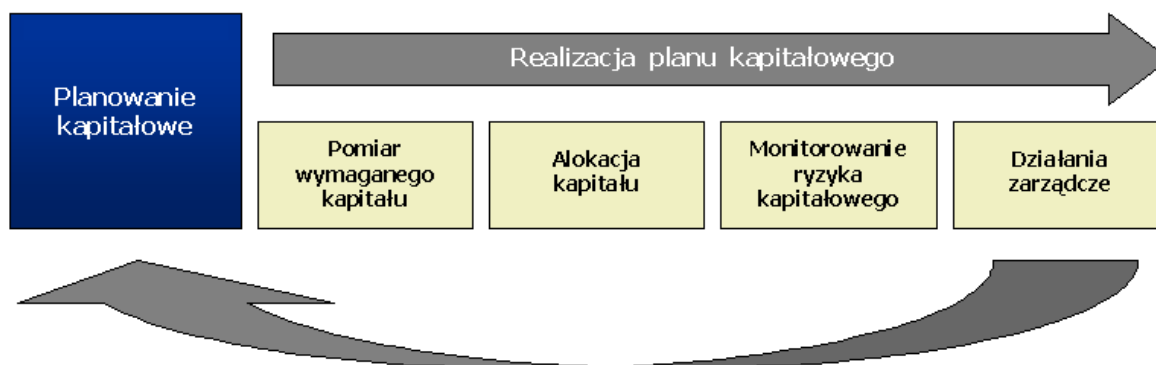 Planowanie
kapitałowe
Realizacja planu kapitałowego
Pomiar
wymaganego
kapitału
Alokacja
kapitału
Monitorowanie
ryzyka
kapitałowego
Działania
zarządcze